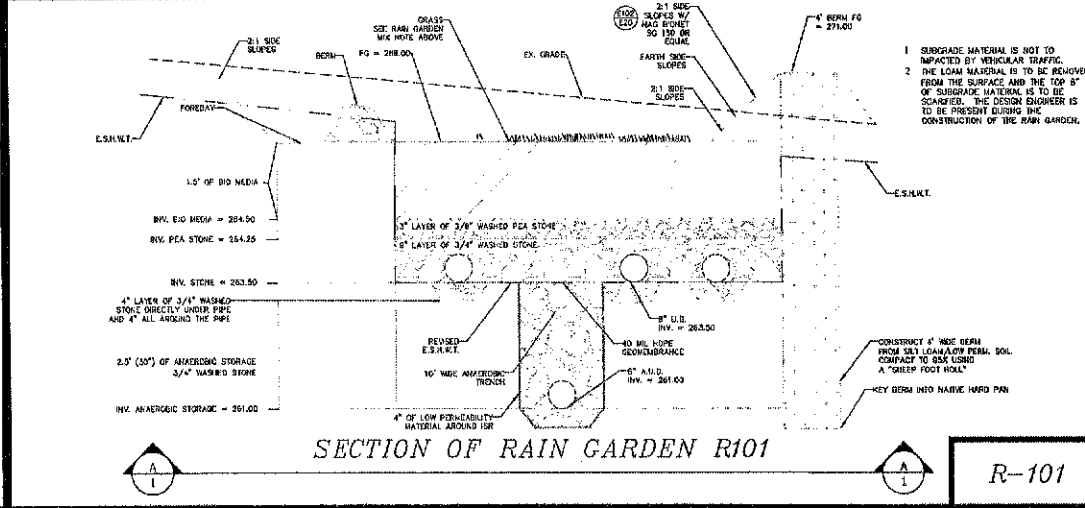 GRASS
SEE RAIN GARDEN
MIX NOTE ABOVE
FG = 268.00
2:1 SIDE
SLOPES
BERM
EX. GRADE
E102
E20
2:1 SIDE
SLOPES W/
NAG BIONET
SC 150 OR
EQUAL
EARTH SIDE
SLOPES
2:1 SIDE
SLOPES
4' BERM FG
= 271.00
1 SUBGRADE MATERIAL IS NOT TO
IMPACTED BY VEHICULAR TRAFFIC.
2 THE LOAM MATERIAL IS TO BE REMOVED
FROM THE SURFACE AND THE TOP 6"
OF SUBGRADE MATERIAL IS TO BE
SCARIFIED. THE DESIGN ENGINEER IS
TO BE PRESENT DURING THE
CONSTRUCTION OF THE RAIN GARDEN.
FOREBAY
E.S.H.W.T.
E.S.H.W.T.
1.5' OF BIO MEDIA
INV. BIO MEDIA = 264.50
INV. PEA STONE = 264.25
INV. STONE = 263.50
3" LAYER OF 3/8" WASHED PEA STONE
9" LAYER OF 3/4" WASHED STONE
4" LAYER OF 3/4" WASHED
STONE DIRECTLY UNDER PIPE
AND 4" ALL AROUND THE PIPE
REVISED
E.S.H.W.T.
40 MIL HDPE
GEOMEMBRANCE
8" U.D.
INV. = 263.50
2.5' (30") OF ANAEROBIC STORAGE
3/4" WASHED STONE
10' WIDE ANAEROBIC
TRENCH
6" A.U.D.
INV. = 261.00
INV. ANAEROBIC STORAGE = 261.00
4" OF LOW PERMEABILITY
MATERIAL AROUND ISR
CONSTRUCT 4' WIDE BERM
FROM SILT LOAM/LOW PERM. SOIL.
COMPACT TO 95% USING
A "SHEEP FOOT ROLL"
KEY BERM INTO NATIVE HARD PAN
SECTION OF RAIN GARDEN R101
A
1
A
1
R-101